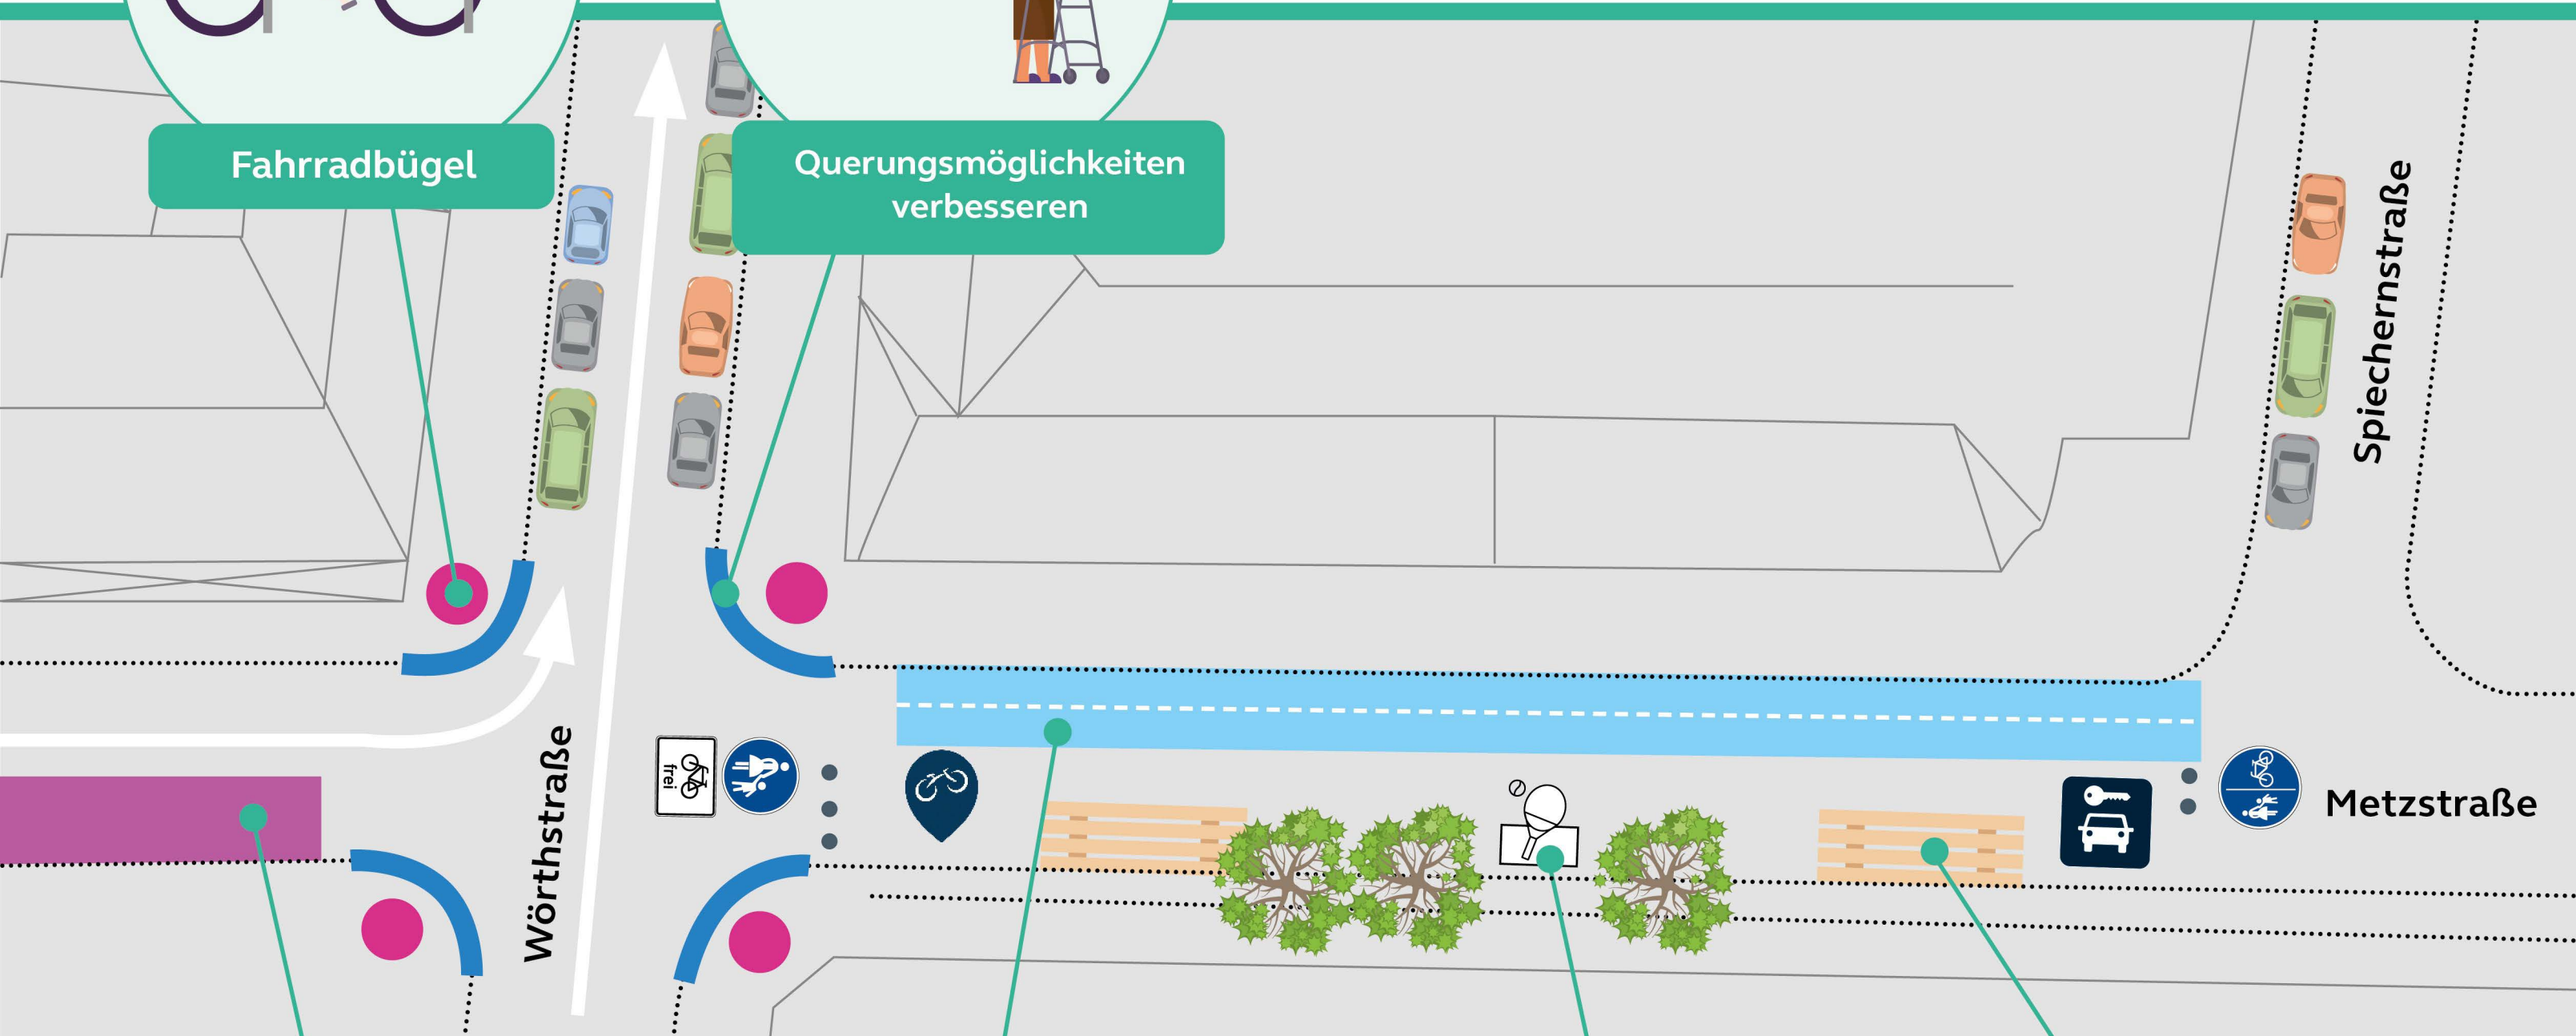 Fahrradbügel
Querungsmöglichkeiten
verbesseren
Spiechernstraße
Wörthstraße
frei
Metzstraße